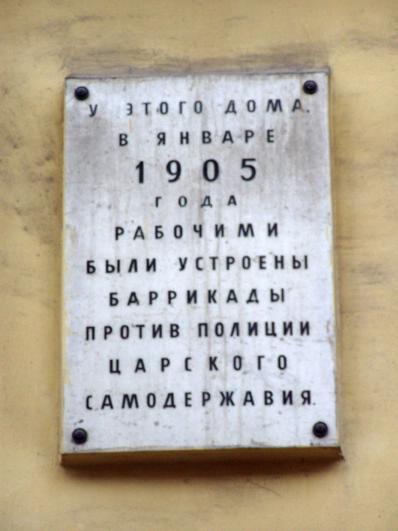 У ЭТОГО ДОМА.
В ЯНВАРЕ
1905
ГОДА
РАБОЧИМИ
БЫЛИ УСТРОЕНЫ
БАРРИКАДЫ
ПРОТИВ ПОЛИЦИИ
ЦАРСКОГО
САМОДЕРЖАВИЯ.